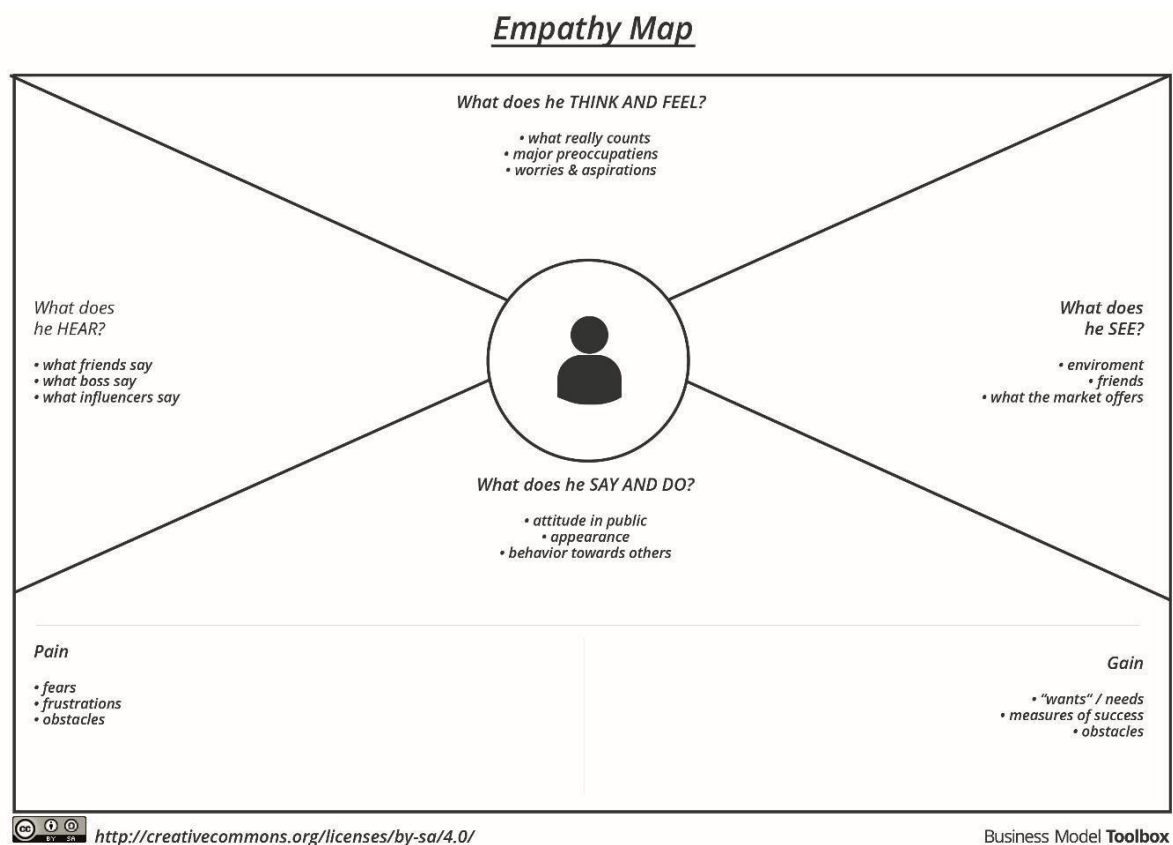 Empathy Map
What does he THINK AND FEEL?
• what really counts
• major preoccupatiens
• worries & aspirations
What does
he HEAR?
• what friends say
• what boss say
• what influencers say
What does
he SEE?
• enviroment
• friends
• what the market offers
What does he SAY AND DO?
• attitude in public
• appearance
• behavior towards others
Pain
• fears
• frustrations
• obstacles
Gain
• “wants“ / needs
• measures of success
• obstacles
cc BY SA http://creativecommons.org/licenses/by-sa/4.0/
Business Model Toolbox